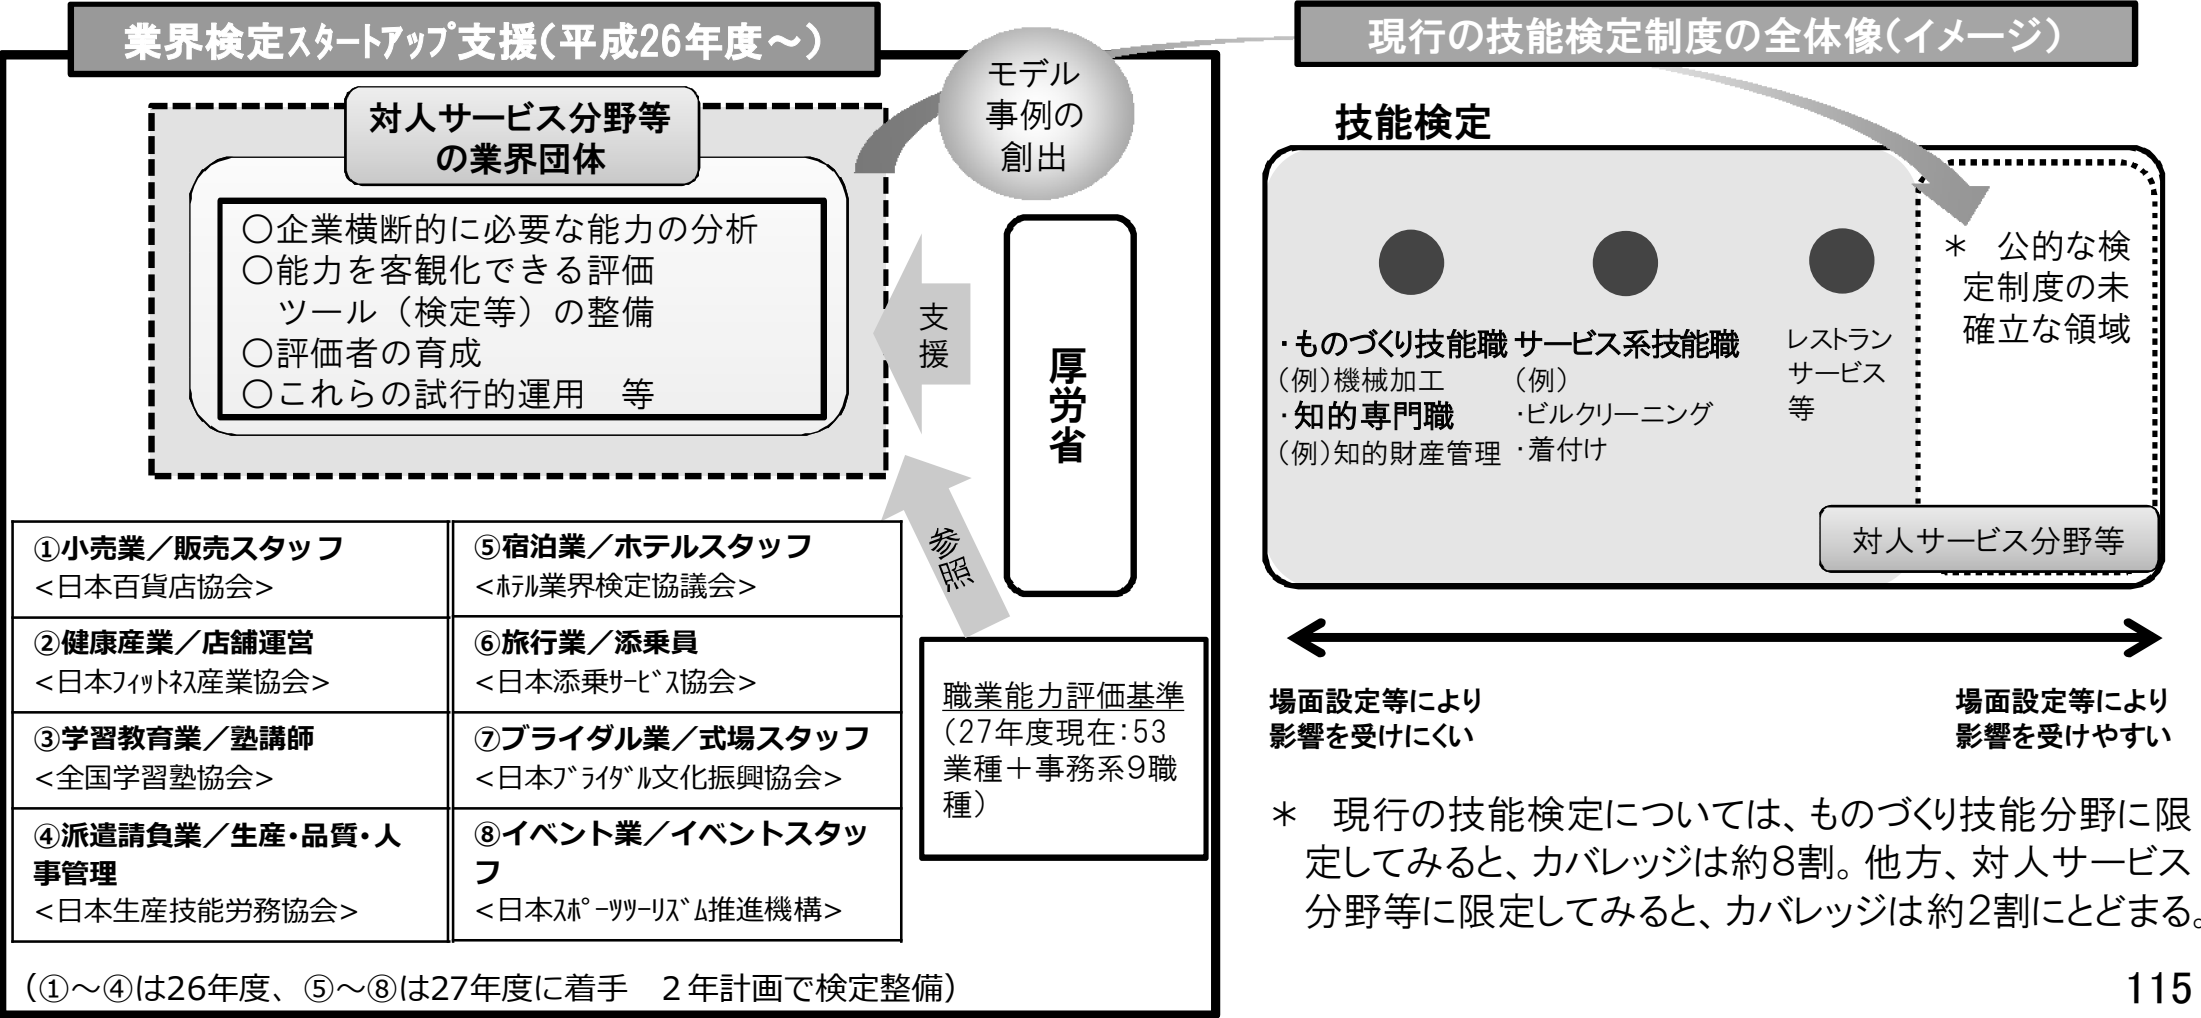 業界検定ｽﾀｰﾄｱｯﾌﾟ支援(平成26年度～)
対人サービス分野等
の業界団体
○企業横断的に必要な能力の分析
○能力を客観化できる評価
ツール（検定等）の整備
○評価者の育成
○これらの試行的運用　等
モデル
事例の
創出
支援
厚労省
参照
①小売業／販売スタッフ
<日本百貨店協会>
②健康産業／店舗運営
<日本ﾌｨｯﾄﾈｽ産業協会>
③学習教育業／塾講師
<全国学習塾協会>
④派遣請負業／生産・品質・人
事管理
<日本生産技能労務協会>
⑤宿泊業／ホテルスタッフ
<ﾎﾃﾙ業界検定協議会>
⑥旅行業／添乗員
<日本添乗ｻｰﾋﾞｽ協会>
⑦ブライダル業／式場スタッフ
<日本ﾌﾞﾗｲﾀﾞﾙ文化振興協会>
⑧イベント業／イベントスタッ
フ
<日本ｽﾎﾟｰﾂﾂｰﾘｽﾞﾑ推進機構>
職業能力評価基準
(27年度現在：53
業種＋事務系9職
種)
(①～④は26年度、⑤～⑧は27年度に着手　２年計画で検定整備)
現行の技能検定制度の全体像(イメージ)
技能検定
・ものづくり技能職
(例)機械加工
・知的専門職
(例)知的財産管理
サービス系技能職
(例)
・ビルクリーニング
・着付け
レストラン
サービス
等
＊　公的な検
定制度の未
確立な領域
対人サービス分野等
場面設定等により
影響を受けにくい
場面設定等により
影響を受けやすい
＊　現行の技能検定については、ものづくり技能分野に限
定してみると、カバレッジは約８割。他方、対人サービス
分野等に限定してみると、カバレッジは約２割にとどまる。
115